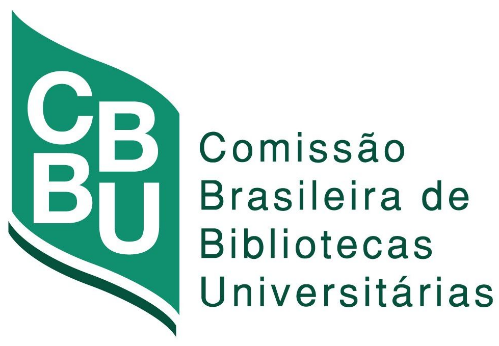 CB
BU
Comissão
Brasileira de
Bibliotecas
Universitárias